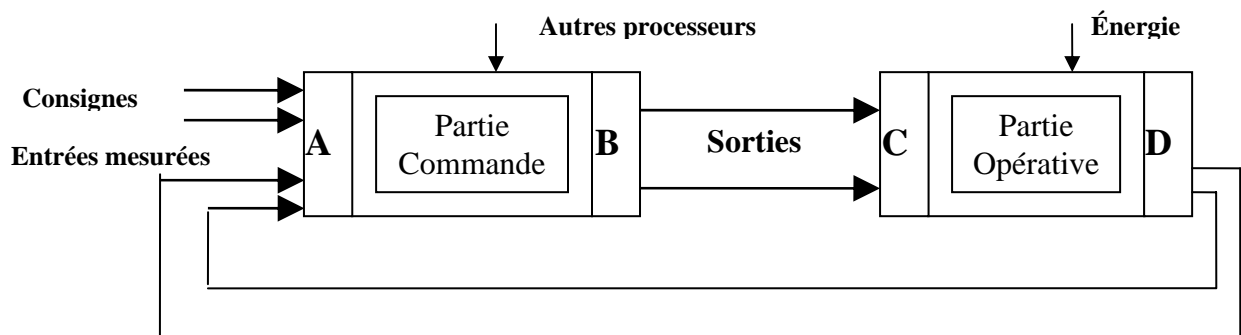 Autres processeurs
Énergie
Consignes
Entrées mesurées
A
Partie
Commande
B
Sorties
C
Partie
Opérative
D